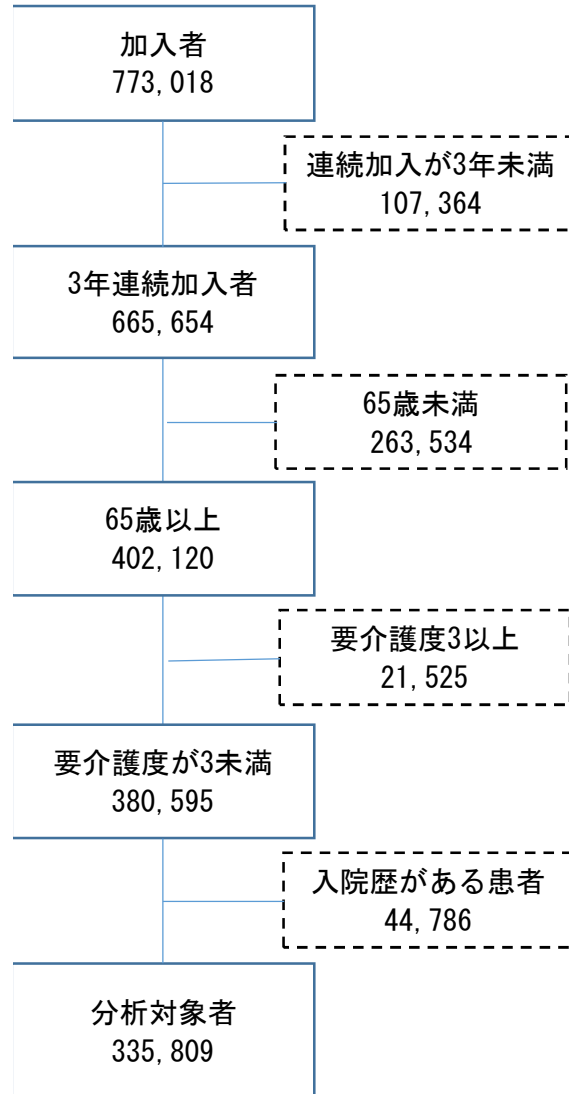 加入者
773,018
連続加入が3年未満
107,364
3年連続加入者
665,654
65歳未満
263,534
65歳以上
402,120
要介護度3以上
21,525
要介護度が3未満
380,595
入院歴がある患者
44,786
分析対象者
335,809